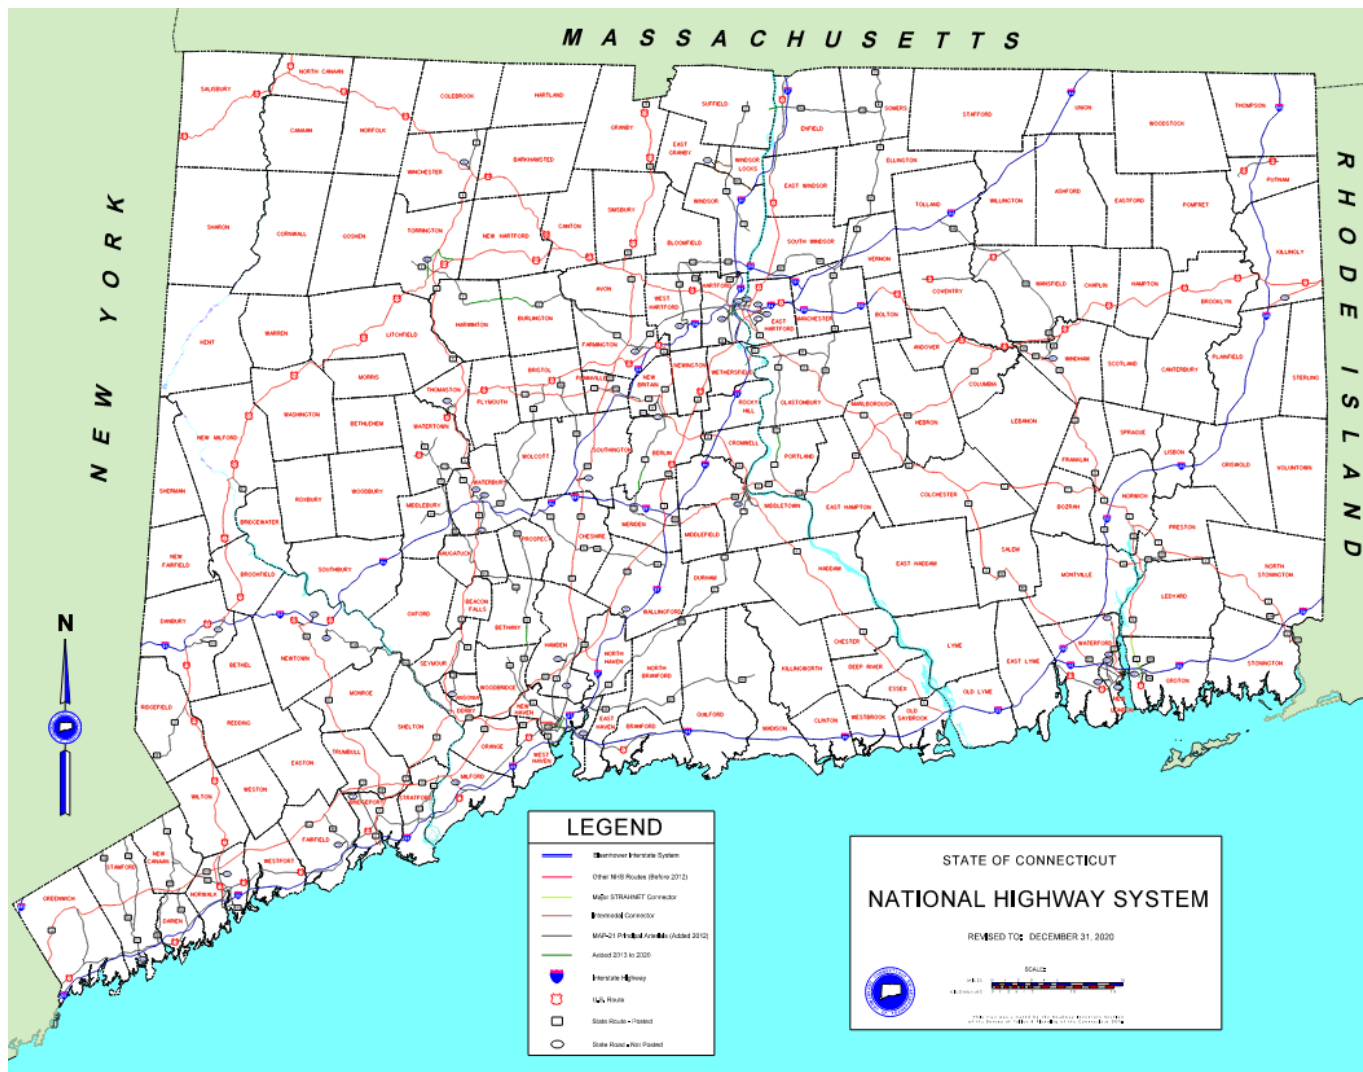 M A S S A C H U S E T T S
NEW YORK
RHODE ISLAND
N
SALISBURY
NORTH CANAAN
CANAAN
NORFOLK
COLEBROOK
HARTLAND
GRANBY
SUFFIELD
EAST GRANBY
WINDSOR LOCKS
ENFIELD
SOMERS
STAFFORD
UNION
WOODSTOCK
THOMPSON
PUTNAM
SHARON
CORNWALL
GOSHEN
WINCHESTER
BARKHAMSTED
TORRINGTON
NEW HARTFORD
CANTON
SIMSBURY
BLOOMFIELD
WINDSOR
EAST WINDSOR
SOUTH WINDSOR
ELLINGTON
TOLLAND
WILLINGTON
ASHFORD
EASTFORD
POMFRET
KILLINGLY
KENT
WARREN
LITCHFIELD
HARWINTON
BURLINGTON
AVON
WEST HARTFORD
HARTFORD
EAST HARTFORD
MANCHESTER
VERNON
BOLTON
COVENTRY
MANSFIELD
CHAPLIN
HAMPTON
BROOKLYN
MORRIS
WASHINGTON
BETHLEHEM
WATERTOWN
THOMASTON
PLYMOUTH
BRISTOL
FARMINGTON
PLAINVILLE
NEW BRITAIN
NEWINGTON
WETHERSFIELD
ROCKY HILL
GLASTONBURY
MARLBOROUGH
HEBRON
ANDOVER
COLUMBIA
WINDHAM
SCOTLAND
CANTERBURY
PLAINFIELD
STERLING
NEW MILFORD
SHERMAN
ROXBURY
WOODBURY
WOLCOTT
SOUTHINGTON
BERLIN
CROMWELL
PORTLAND
LEBANON
FRANKLIN
SPRAGUE
LISBON
GRISWOLD
VOLUNTOWN
BRIDGEWATER
WATERBURY
MIDDLEBURY
MERIDEN
MIDDLETOWN
EAST HAMPTON
COLCHESTER
BOZRAH
NORWICH
PRESTON
NEW FAIRFIELD
BROOKFIELD
SOUTHBURY
NAUGATUCK
PROSPECT
CHESHIRE
MIDDLEFIELD
DURHAM
HADDAM
EAST HADDAM
SALEM
MONTVILLE
LEDYARD
NORTH STONINGTON
DANBURY
BETHEL
NEWTOWN
OXFORD
BEACON FALLS
BETHANY
HAMDEN
WALLINGFORD
NORTH HAVEN
NORTH BRANFORD
KILLINGWORTH
CHESTER
DEEP RIVER
ESSEX
LYME
EAST LYME
WATERFORD
NEW LONDON
GROTON
STONINGTON
RIDGEFIELD
REDDING
MONROE
SEYMOUR
WOODBRIDGE
ANSONIA
DERBY
SHELTON
NEW HAVEN
EAST HAVEN
BRANFORD
GUILFORD
MADISON
CLINTON
WESTBROOK
OLD SAYBROOK
OLD LYME
WILTON
WESTON
EASTON
TRUMBULL
ORANGE
WEST HAVEN
MILFORD
STRATFORD
BRIDGEPORT
FAIRFIELD
WESTPORT
NORWALK
NEW CANAAN
STAMFORD
DARIEN
GREENWICH
LEGEND
Eisenhower Interstate System
Other NHS Routes (Before 2012)
Major STRAHNET Connector
Intermodal Connector
MAP-21 Principal Arterials (Added 2012)
Added 2013 to 2020
Interstate Highway
U.S. Route
State Route - Posted
State Road - Not Posted
STATE OF CONNECTICUT
NATIONAL HIGHWAY SYSTEM
REVISED TO: DECEMBER 31, 2020
SCALE